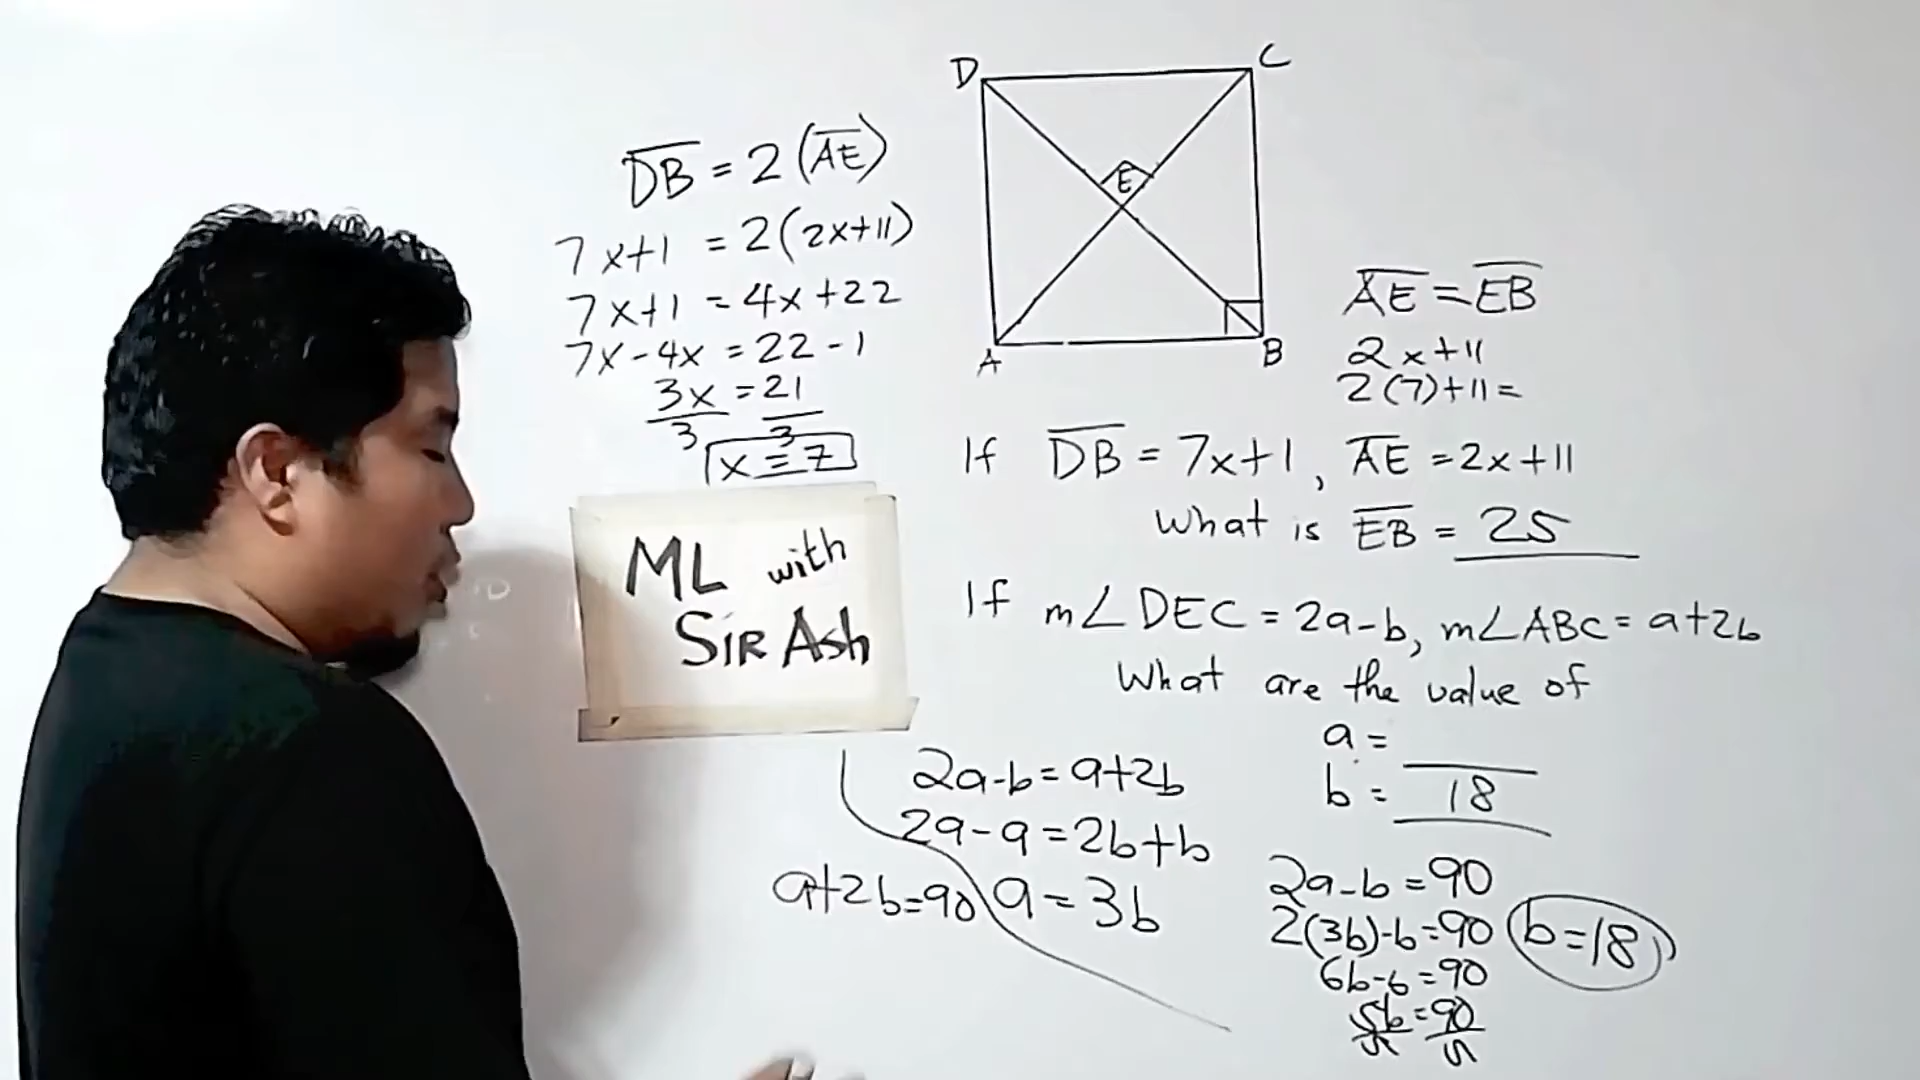 DB = 2(AE)
7x+1 = 2(2x+11)
7x+1 = 4x+22
7x-4x = 22-1
3x = 21
3 3
x = 7
D
C
E
A
B
AE = EB
2x+11
2(7)+11=
If DB = 7x+1, AE = 2x+11
What is EB = 25
If m∠DEC = 2a-b, m∠ABC = a+2b
What are the value of
a =
b = 18
ML with
Sir Ash
2a-b = a+2b
2a-a = 2b+b
a+2b=90
a = 3b
2a-b = 90
2(3b)-b=90
6b-6=90
5b=90
5 5
b=18